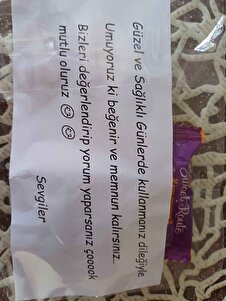 Güzel ve Sağlıklı Günlerde kullanmanız dileğiyle
Umuyoruz ki beğenir ve memnun kalırsınız..
Bizleri değerlendirip yorum yaparsanız çooook
mutlu oluruz ☺ ☺
Sevgiler